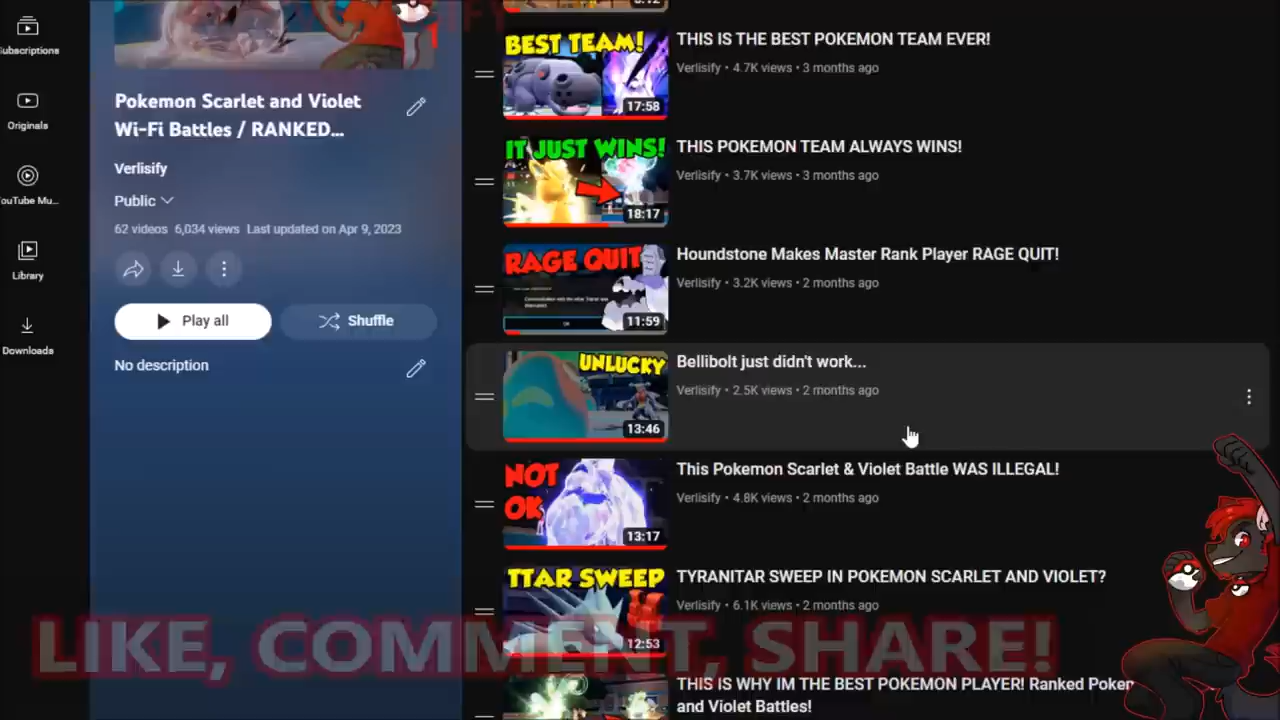 ubscriptions
Originals
ouTube Mu...
Library
Downloads
Pokemon Scarlet and Violet
Wi-Fi Battles / RANKED...
Verlisify
Public
62 videos 6,034 views Last updated on Apr 9, 2023
Play all
Shuffle
No description
BEST TEAM!
17:58
THIS IS THE BEST POKEMON TEAM EVER!
Verlisify • 4.7K views • 3 months ago
IT JUST WINS!
18:17
THIS POKEMON TEAM ALWAYS WINS!
Verlisify • 3.7K views • 3 months ago
RAGE QUIT!
11:59
Houndstone Makes Master Rank Player RAGE QUIT!
Verlisify • 3.2K views • 2 months ago
UNLUCKY
13:46
Bellibolt just didn't work...
Verlisify • 2.5K views • 2 months ago
NOT
OK
13:17
This Pokemon Scarlet & Violet Battle WAS ILLEGAL!
Verlisify • 4.8K views • 2 months ago
TTAR SWEEP
12:53
TYRANITAR SWEEP IN POKEMON SCARLET AND VIOLET?
Verlisify • 6.1K views • 2 months ago
THIS IS WHY IM THE BEST POKEMON PLAYER! Ranked Poken
and Violet Battles!
LIKE, COMMENT, SHARE!